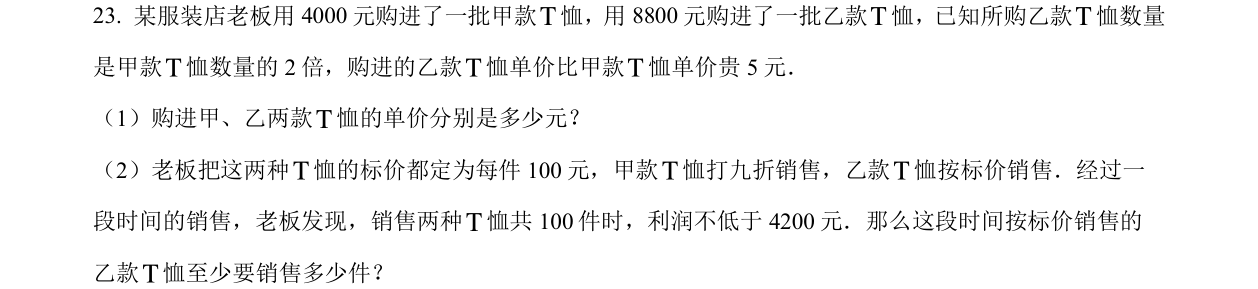 23. 某服装店老板用 4000 元购进了一批甲款T恤，用 8800 元购进了一批乙款T恤，已知所购乙款T恤数量
是甲款T恤数量的 2 倍，购进的乙款T恤单价比甲款T恤单价贵 5 元．
（1）购进甲、乙两款T恤的单价分别是多少元？
（2）老板把这两种T恤的标价都定为每件 100 元，甲款T恤打九折销售，乙款T恤按标价销售．经过一
段时间的销售，老板发现，销售两种T恤共 100 件时，利润不低于 4200 元．那么这段时间按标价销售的
乙款T恤至少要销售多少件？